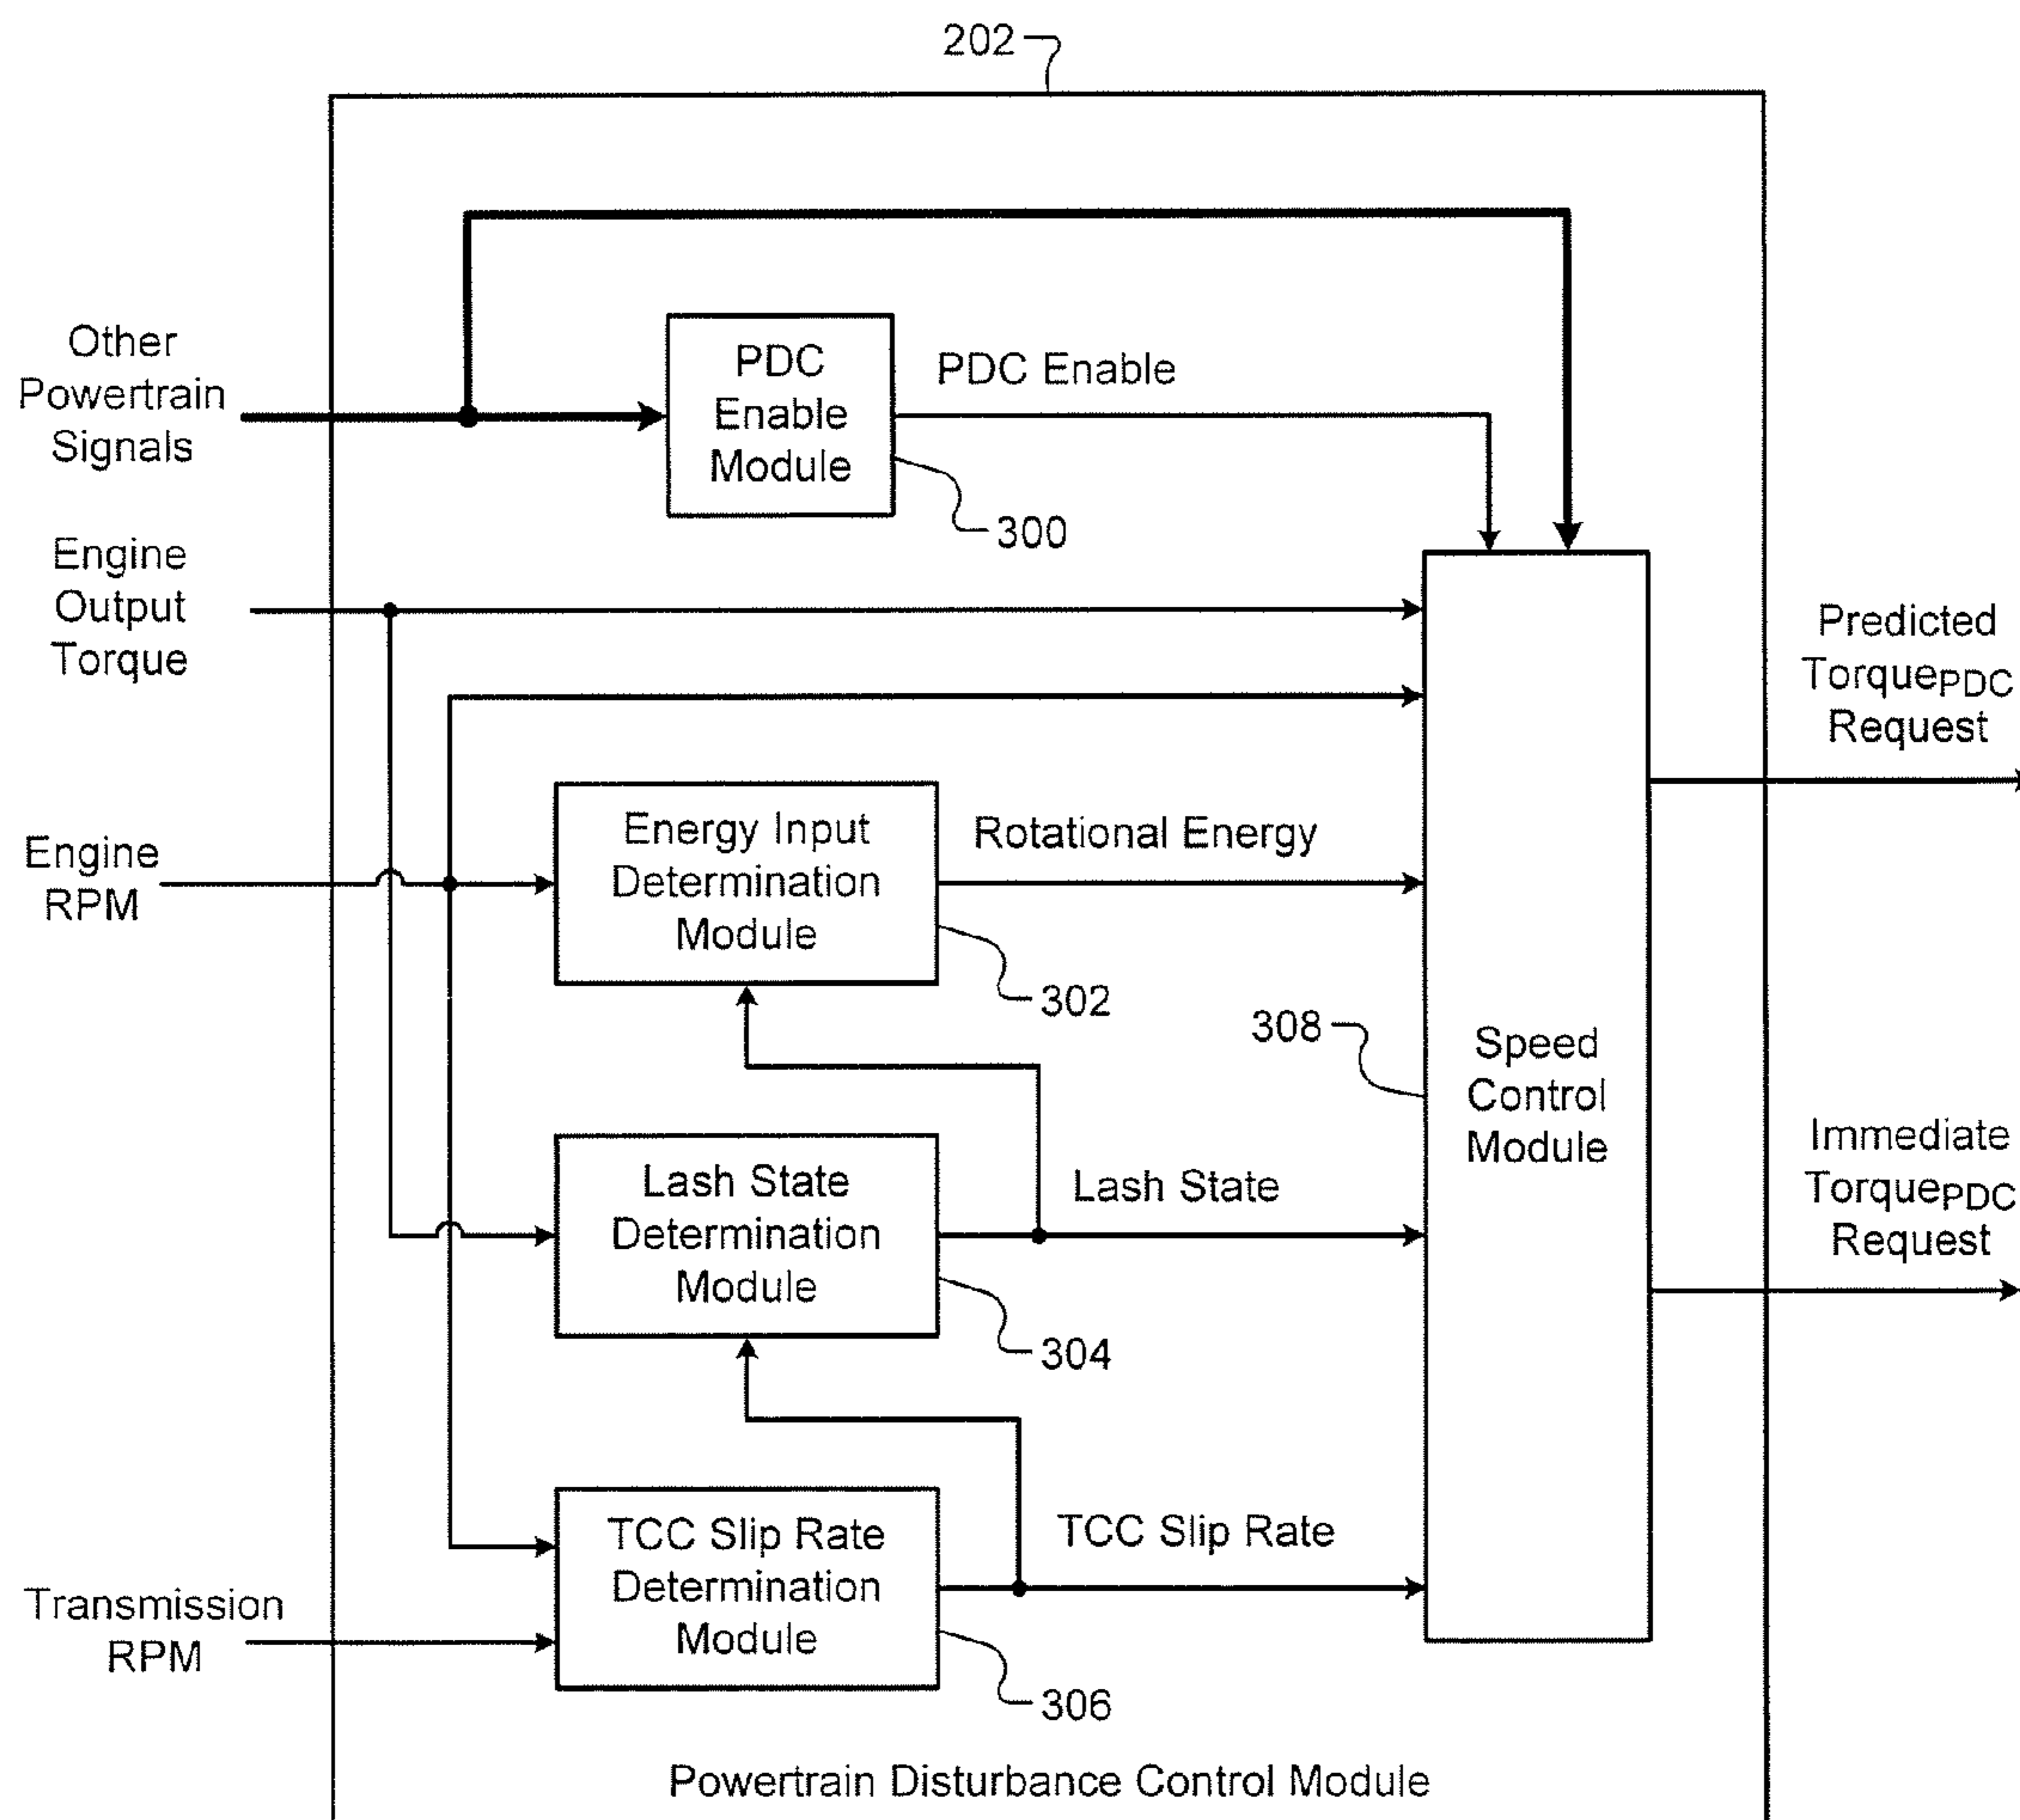 202
Other
Powertrain
Signals
PDC
Enable
Module
PDC Enable
300
Engine
Output
Torque
Predicted
TorquePDC
Request
Engine
RPM
Energy Input
Determination
Module
Rotational Energy
302
308
Speed
Control
Module
Lash State
Determination
Module
Lash State
304
Immediate
TorquePDC
Request
TCC Slip Rate
Determination
Module
TCC Slip Rate
306
Transmission
RPM
Powertrain Disturbance Control Module